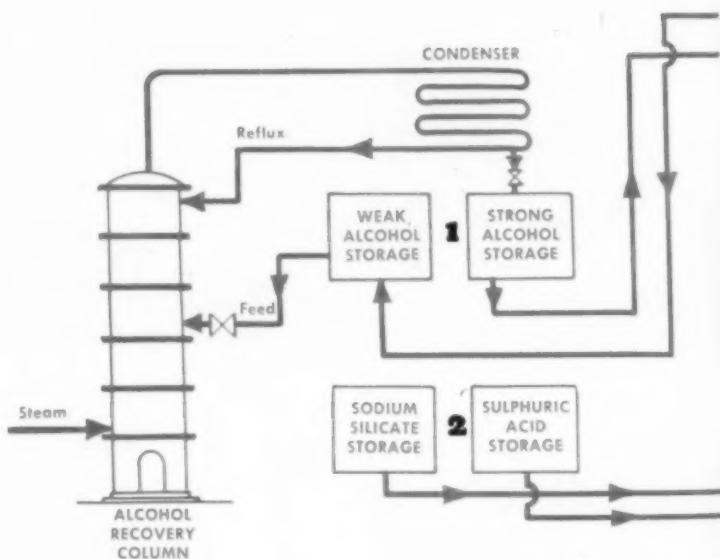 CONDENSER
Reflux
WEAK
ALCOHOL
STORAGE
1
STRONG
ALCOHOL
STORAGE
Feed
Steam
SODIUM
SILICATE
STORAGE
2
SULPHURIC
ACID
STORAGE
ALCOHOL
RECOVERY
COLUMN